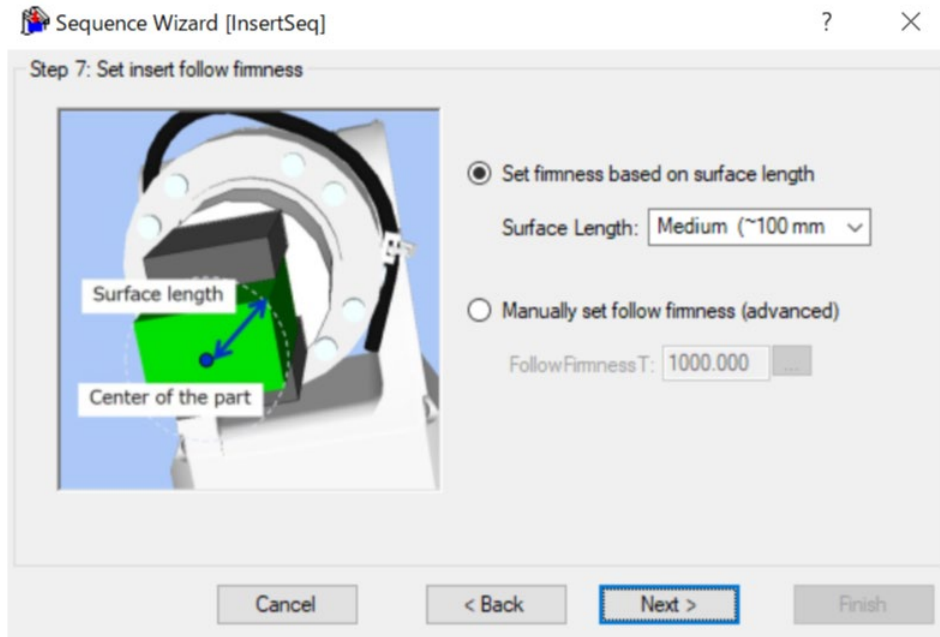 Sequence Wizard [InsertSeq]
?
Step 7: Set insert follow firmness
Surface length
Center of the part
Set firmness based on surface length
Surface Length: Medium (~100 mm
Manually set follow firmness (advanced)
FollowFirmnessT: 1000.000 ...
Cancel
< Back
Next >
Finish